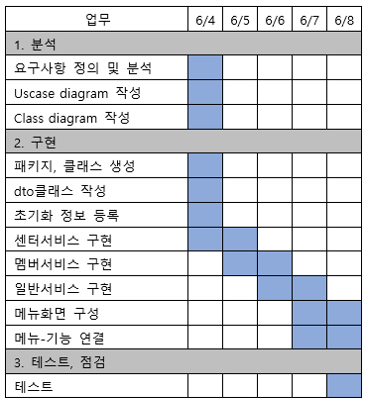 업무 6/4 6/5 6/6 6/7 6/8
1. 분석
요구사항 정의 및 분석
Uscase diagram 작성
Class diagram 작성
2. 구현
패키지, 클래스 생성
dto클래스 작성
초기화 정보 등록
센터서비스 구현
멤버서비스 구현
일반서비스 구현
메뉴화면 구성
메뉴-기능 연결
3. 테스트, 점검
테스트